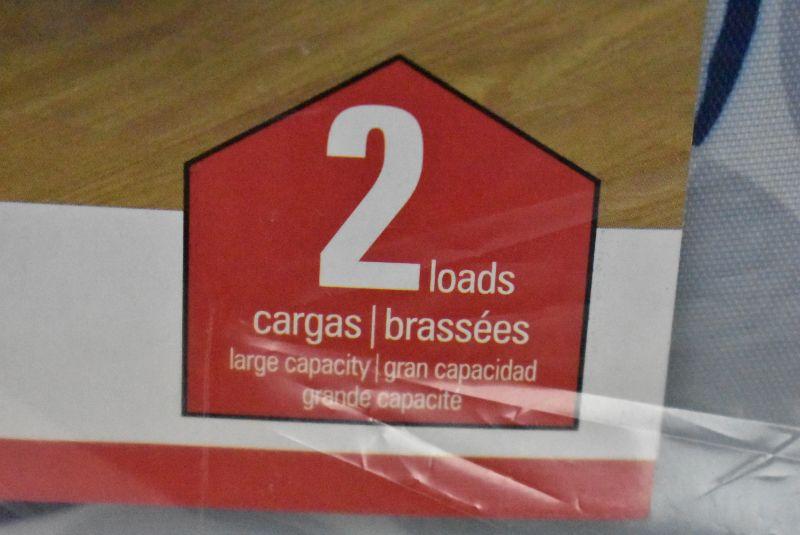 2 loads
cargas | brassées
large capacity | gran capacidad
grande capacité